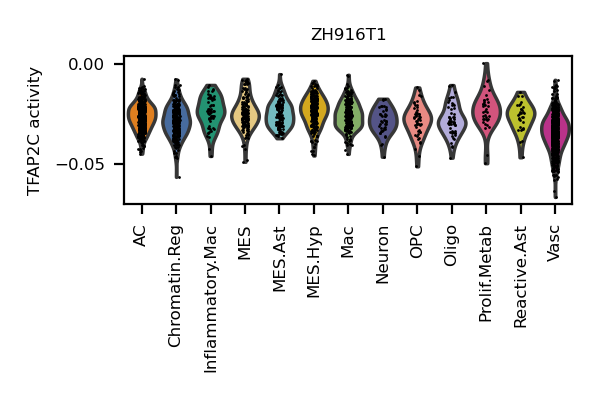 ZH916T1
TFAP2C activity
0.00
−0.05
AC
Chromatin.Reg
Inflammatory.Mac
MES
MES.Ast
MES.Hyp
Mac
Neuron
OPC
Oligo
Prolif.Metab
Reactive.Ast
Vasc